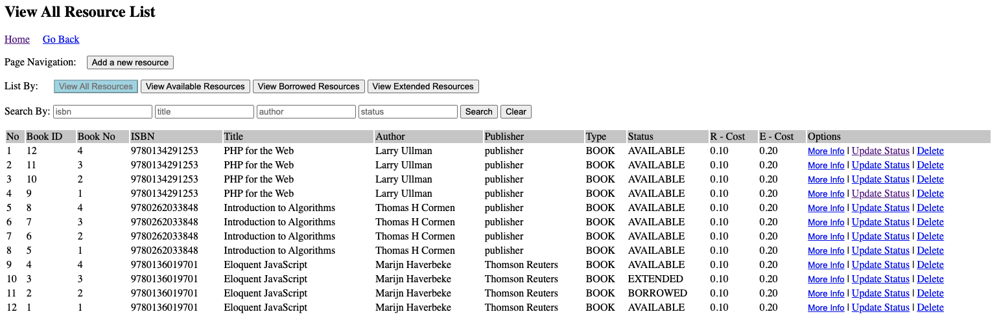 View All Resource List
Home Go Back
Page Navigation: Add a new resource
List By: View All Resources View Available Resources View Borrowed Resources View Extended Resources
Search By: isbn title author status Search Clear
No Book ID Book No ISBN Title Author Publisher Type Status R - Cost E - Cost Options
1 12 4 9780134291253 PHP for the Web Larry Ullman publisher BOOK AVAILABLE 0.10 0.20 More Info | Update Status | Delete
2 11 3 9780134291253 PHP for the Web Larry Ullman publisher BOOK AVAILABLE 0.10 0.20 More Info | Update Status | Delete
3 10 2 9780134291253 PHP for the Web Larry Ullman publisher BOOK AVAILABLE 0.10 0.20 More Info | Update Status | Delete
4 9 1 9780134291253 PHP for the Web Larry Ullman publisher BOOK AVAILABLE 0.10 0.20 More Info | Update Status | Delete
5 8 4 9780262033848 Introduction to Algorithms Thomas H Cormen publisher BOOK AVAILABLE 0.10 0.20 More Info | Update Status | Delete
6 7 3 9780262033848 Introduction to Algorithms Thomas H Cormen publisher BOOK AVAILABLE 0.10 0.20 More Info | Update Status | Delete
7 6 2 9780262033848 Introduction to Algorithms Thomas H Cormen publisher BOOK AVAILABLE 0.10 0.20 More Info | Update Status | Delete
8 5 1 9780262033848 Introduction to Algorithms Thomas H Cormen publisher BOOK AVAILABLE 0.10 0.20 More Info | Update Status | Delete
9 4 4 9780136019701 Eloquent JavaScript Marijn Haverbeke Thomson Reuters BOOK AVAILABLE 0.10 0.20 More Info | Update Status | Delete
10 3 3 9780136019701 Eloquent JavaScript Marijn Haverbeke Thomson Reuters BOOK EXTENDED 0.10 0.20 More Info | Update Status | Delete
11 2 2 9780136019701 Eloquent JavaScript Marijn Haverbeke Thomson Reuters BOOK BORROWED 0.10 0.20 More Info | Update Status | Delete
12 1 1 9780136019701 Eloquent JavaScript Marijn Haverbeke Thomson Reuters BOOK AVAILABLE 0.10 0.20 More Info | Update Status | Delete